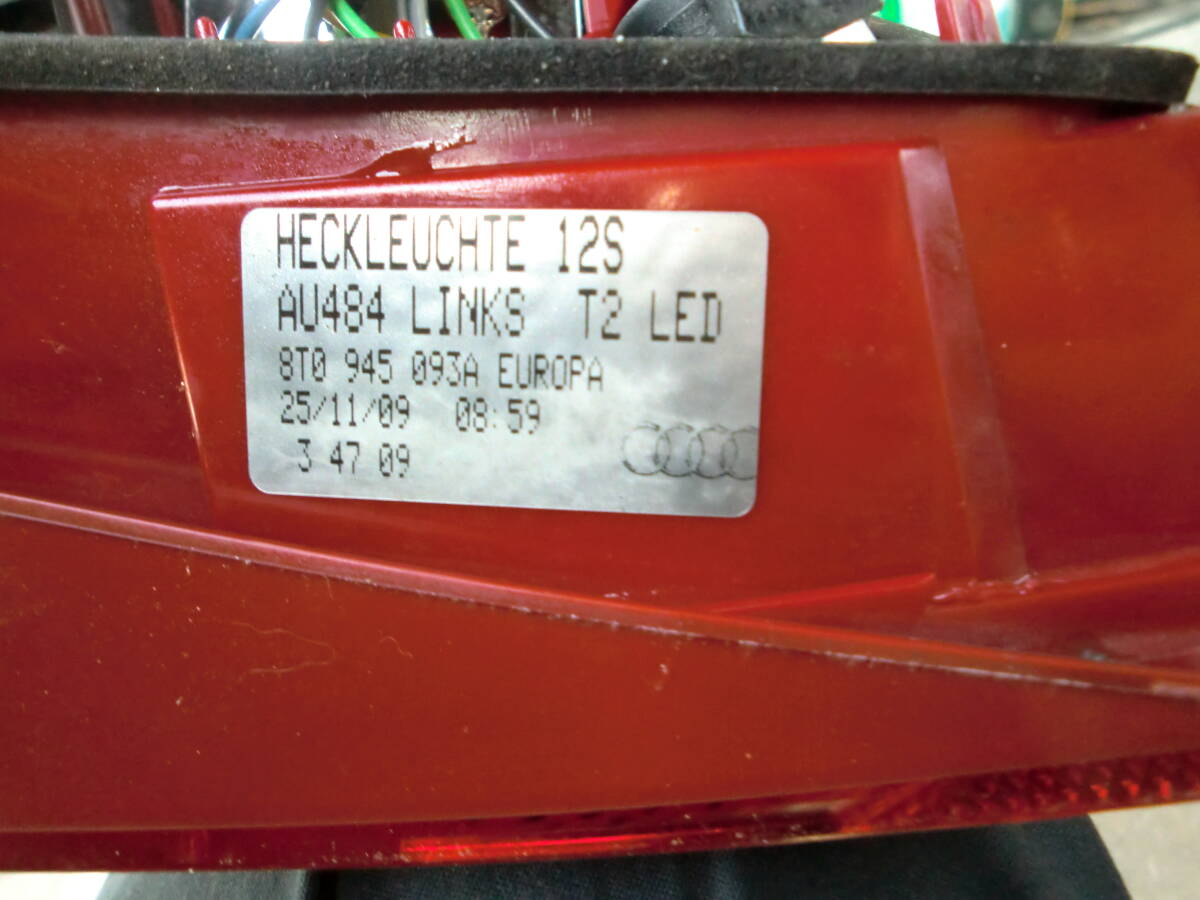 HECKLEUCHTE 12S
AU484 LINKS T2 LED
8T0 945 093A EUROPA
25/11/09 08:59
3 47 09